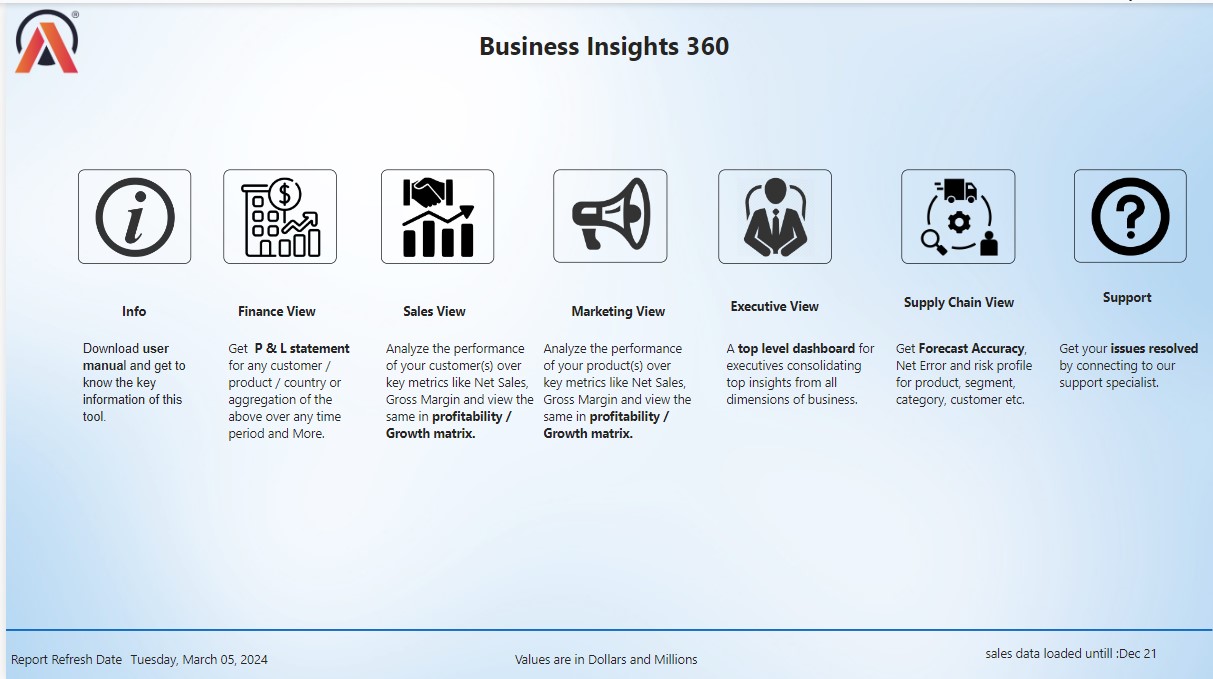 ®
Business Insights 360
Info
Download user
manual and get to
know the key
information of this
tool.
Finance View
Get P & L statement
for any customer /
product / country or
aggregation of the
above over any time
period and More.
Sales View
Analyze the performance
of your customer(s) over
key metrics like Net Sales,
Gross Margin and view the
same in profitability /
Growth matrix.
Marketing View
Analyze the performance
of your product(s) over
key metrics like Net Sales,
Gross Margin and view the
same in profitability /
Growth matrix.
Executive View
A top level dashboard for
executives consolidating
top insights from all
dimensions of business.
Supply Chain View
Get Forecast Accuracy,
Net Error and risk profile
for product, segment,
category, customer etc.
Support
Get your issues resolved
by connecting to our
support specialist.
Report Refresh Date Tuesday, March 05, 2024
Values are in Dollars and Millions
sales data loaded untill :Dec 21